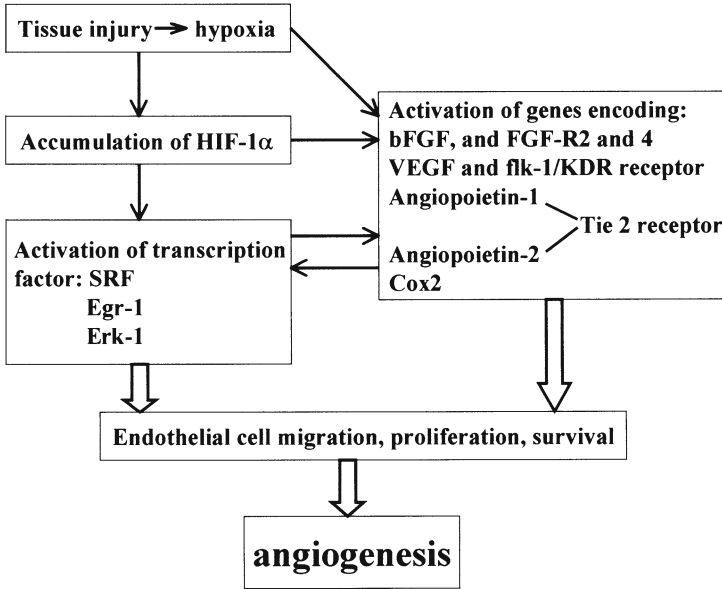 Tissue injury → hypoxia
Accumulation of HIF-1α
Activation of transcription
factor: SRF
Egr-1
Erk-1
Activation of genes encoding:
bFGF, and FGF-R2 and 4
VEGF and flk-1/KDR receptor
Angiopoietin-1
Tie 2 receptor
Angiopoietin-2
Cox2
Endothelial cell migration, proliferation, survival
angiogenesis